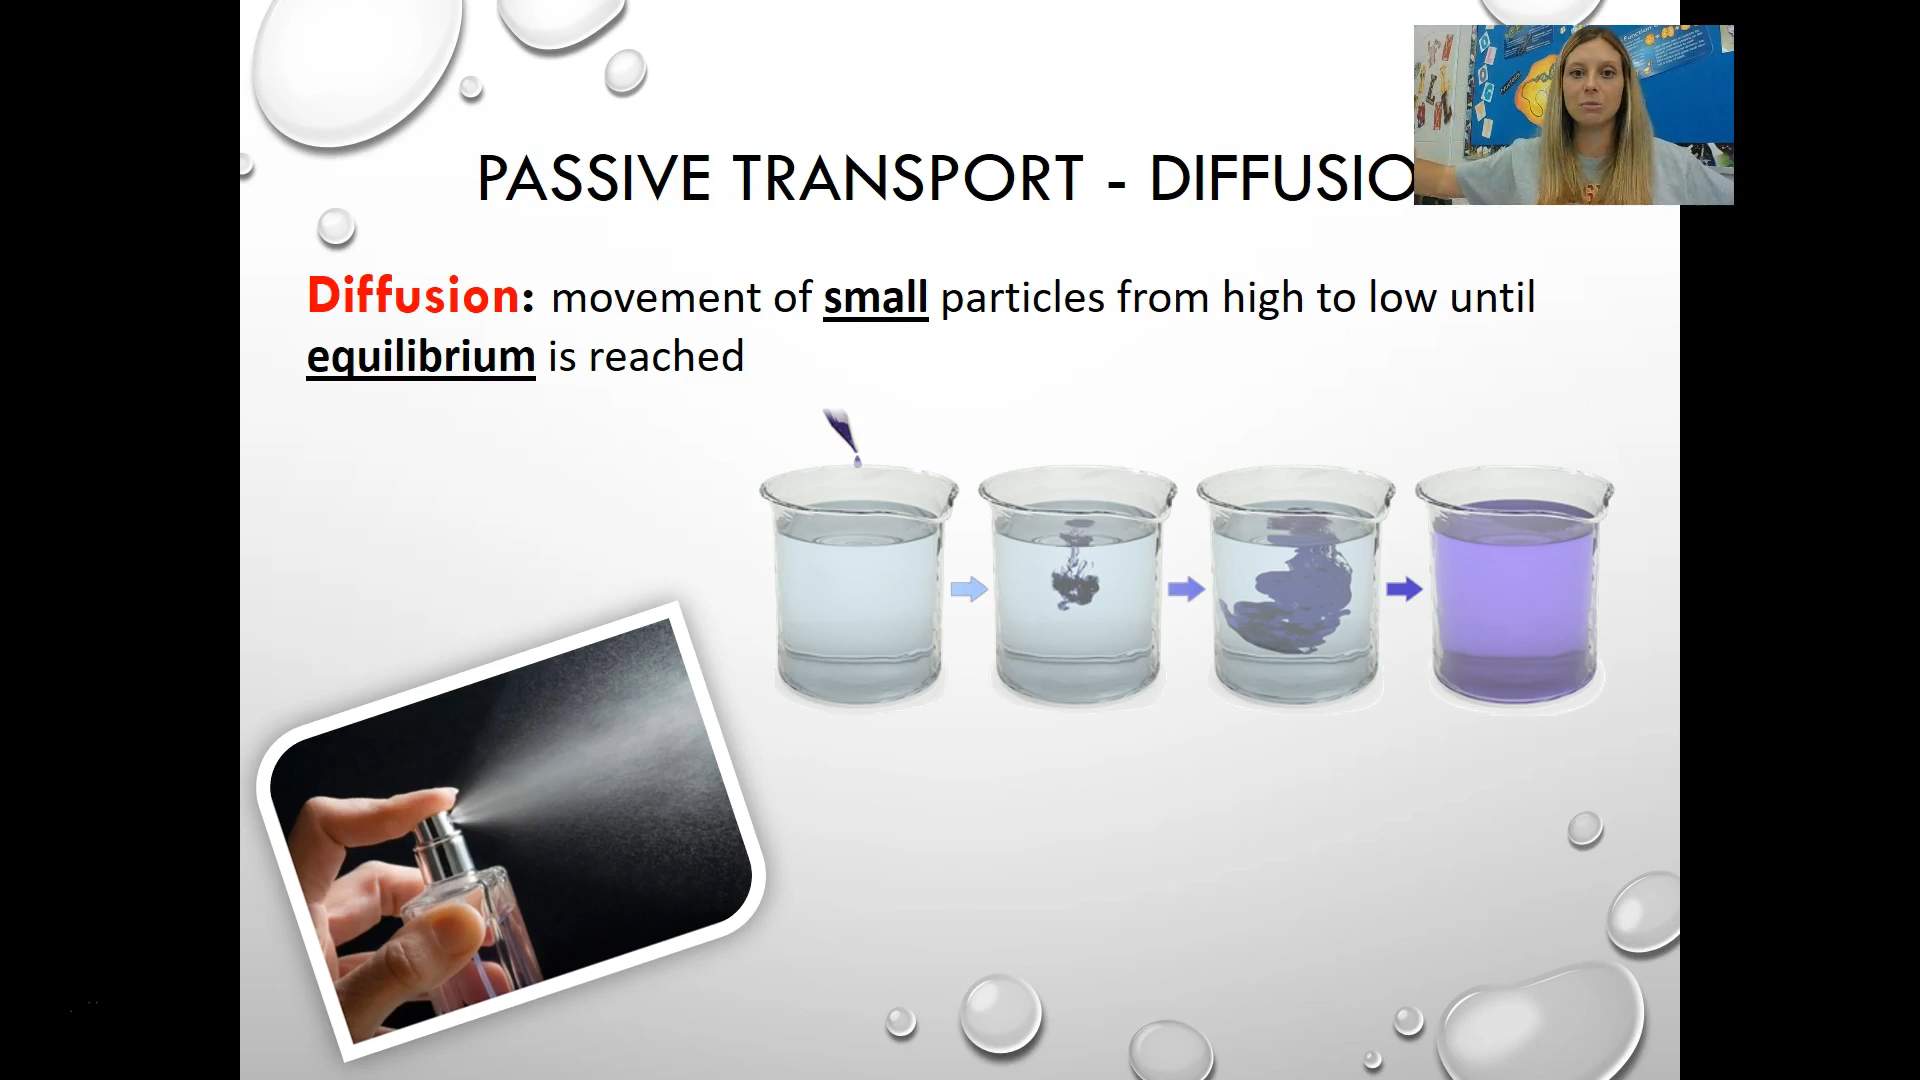 PASSIVE TRANSPORT - DIFFUSIO
Diffusion: movement of small particles from high to low until
equilibrium is reached